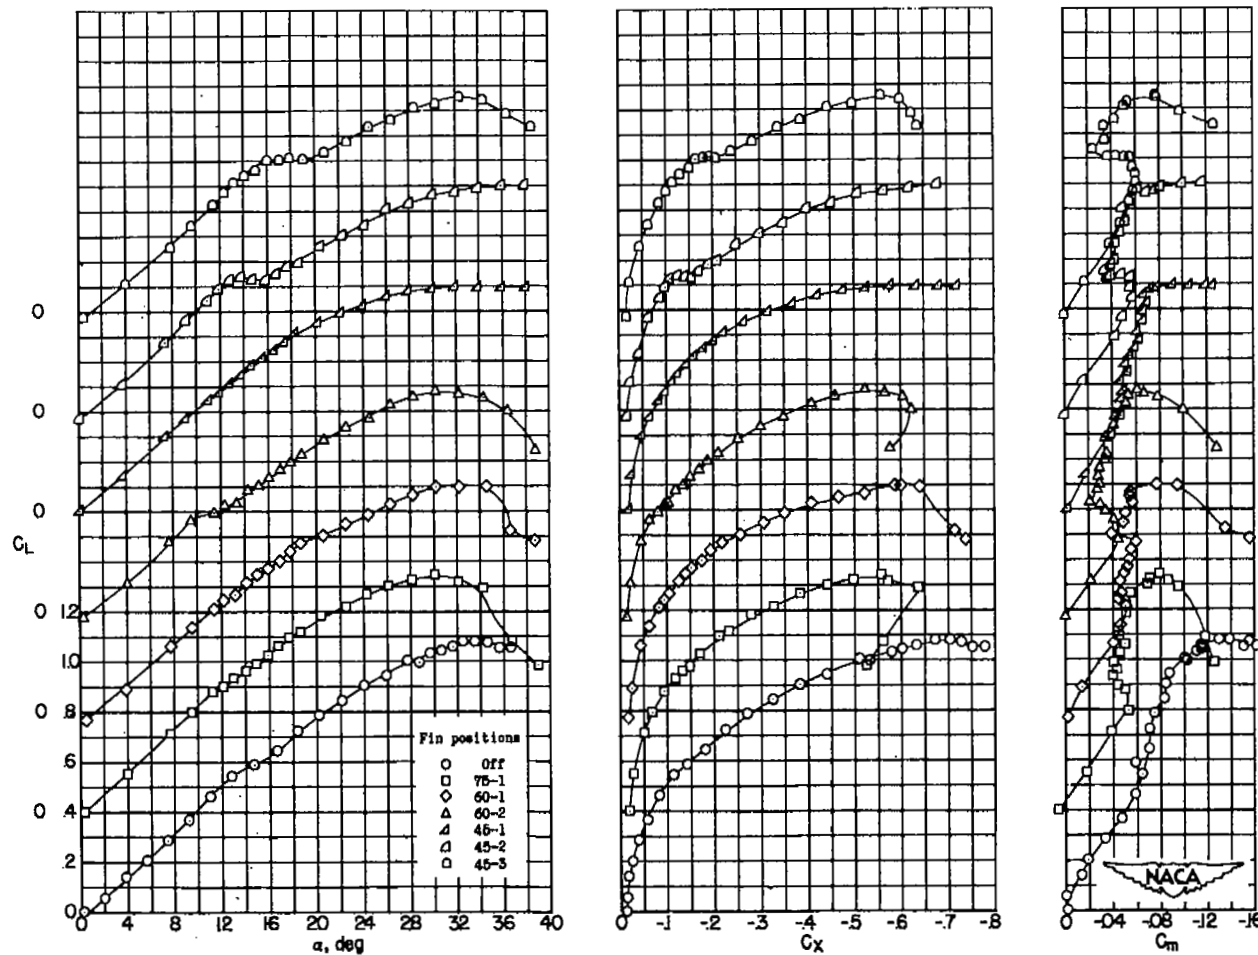 0
0
0
C_L
0 1.2
1.0
0 .8
.6
0 .4
.2
0
0 4 8 12 16 20 24 28 32 36 40
α, deg
Fin positions
Off
75-1
60-1
60-2
45-1
45-2
45-3
0 -.1 -.2 -.3 -.4 -.5 -.6 -.7 -.8
C_X
NACA
0 -.04 -.08 -.12 -.16
C_m